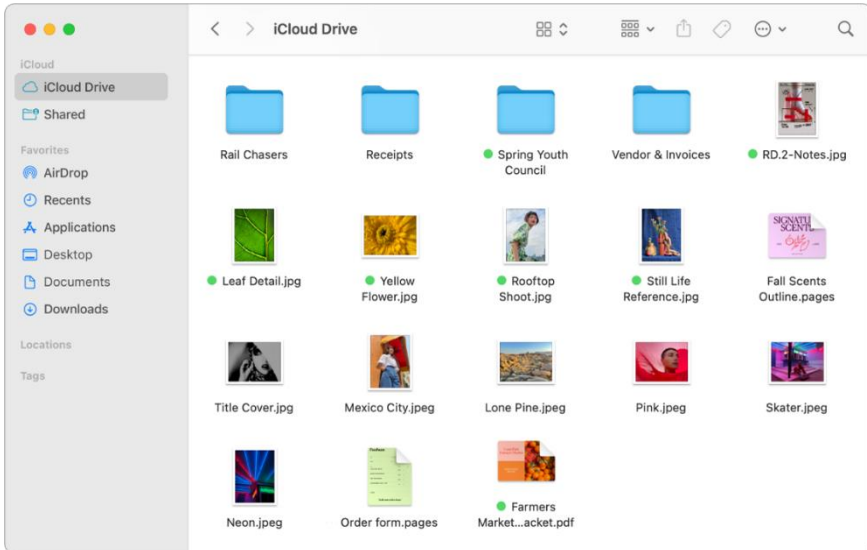 iCloud Drive
iCloud
iCloud Drive
Shared
Favorites
AirDrop
Recents
Applications
Desktop
Documents
Downloads
Locations
Tags
Rail Chasers
Receipts
Spring Youth
Council
Vendor & Invoices
RD.2-Notes.jpg
Leaf Detail.jpg
Yellow
Flower.jpg
Rooftop
Shoot.jpg
Still Life
Reference.jpg
SIGNATU
SCENTS
Fall Scents
Outline.pages
Title Cover.jpg
Mexico City.jpeg
Lone Pine.jpeg
Pink.jpeg
Skater.jpeg
Neon.jpeg
Order form.pages
Farmers
Market...acket.pdf